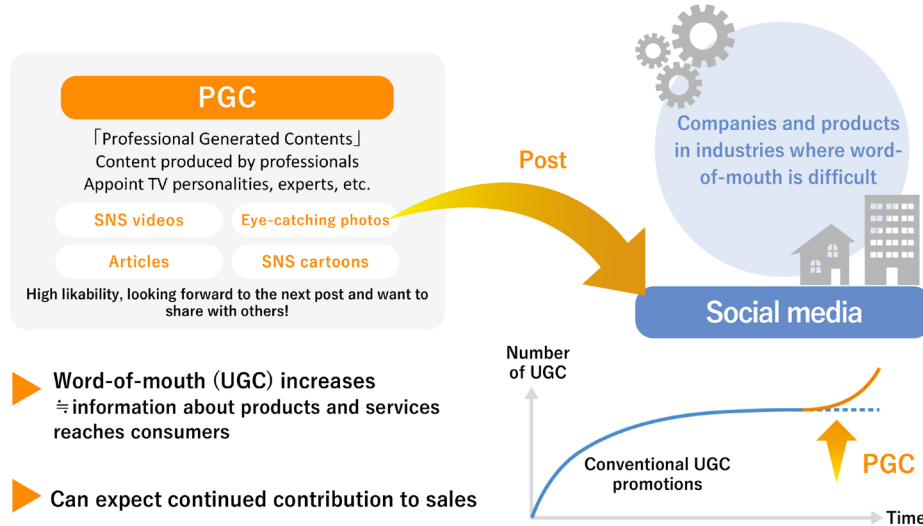 PGC
「Professional Generated Contents」
Content produced by professionals
Appoint TV personalities, experts, etc.
SNS videos
Eye-catching photos
Articles
SNS cartoons
High likability, looking forward to the next post and want to
share with others!
Post
Companies and products
in industries where word-
of-mouth is difficult
Social media
Word-of-mouth (UGC) increases
≒information about products and services
reaches consumers
Can expect continued contribution to sales
Number
of UGC
Conventional UGC
promotions
PGC
Time